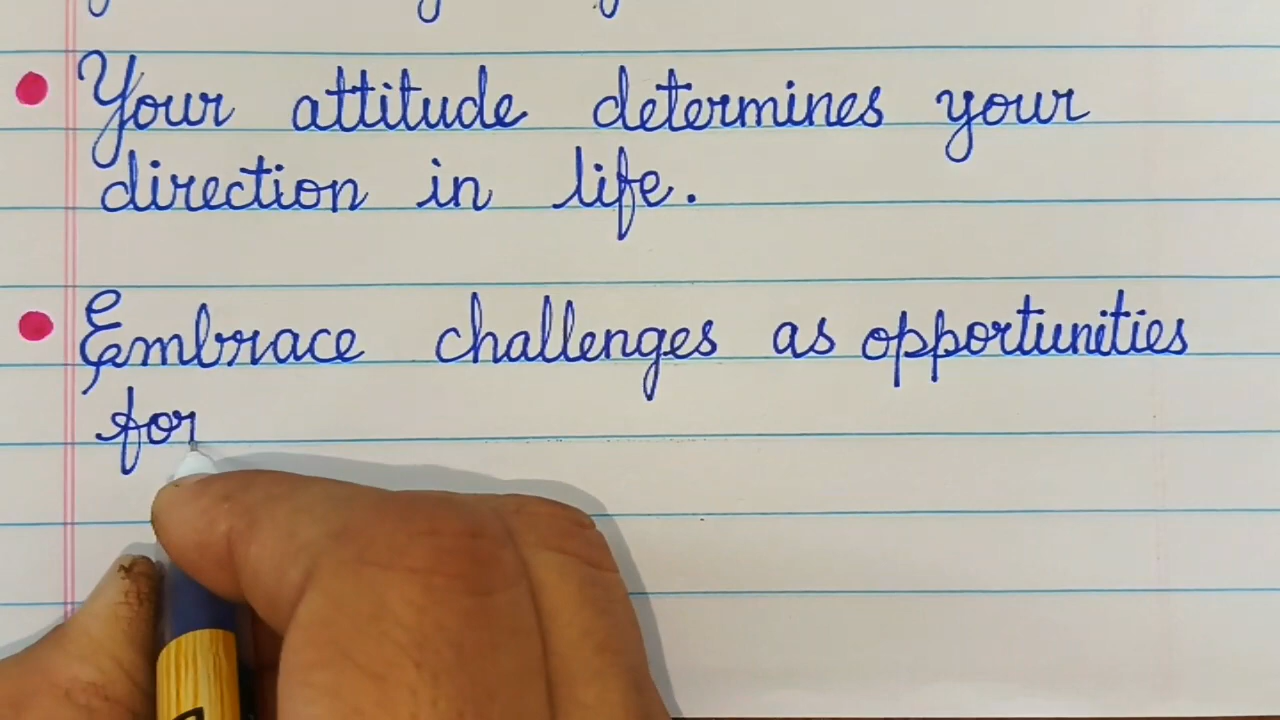 Your attitude determines your
direction in life.
Embrace challenges as opportunities
for